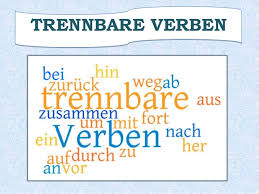 TRENNBARE VERBEN
bei hin
zurück weg ab
trennbare aus
zusammen um mit fort
ein Verben nach
auf durch zu her
an vor